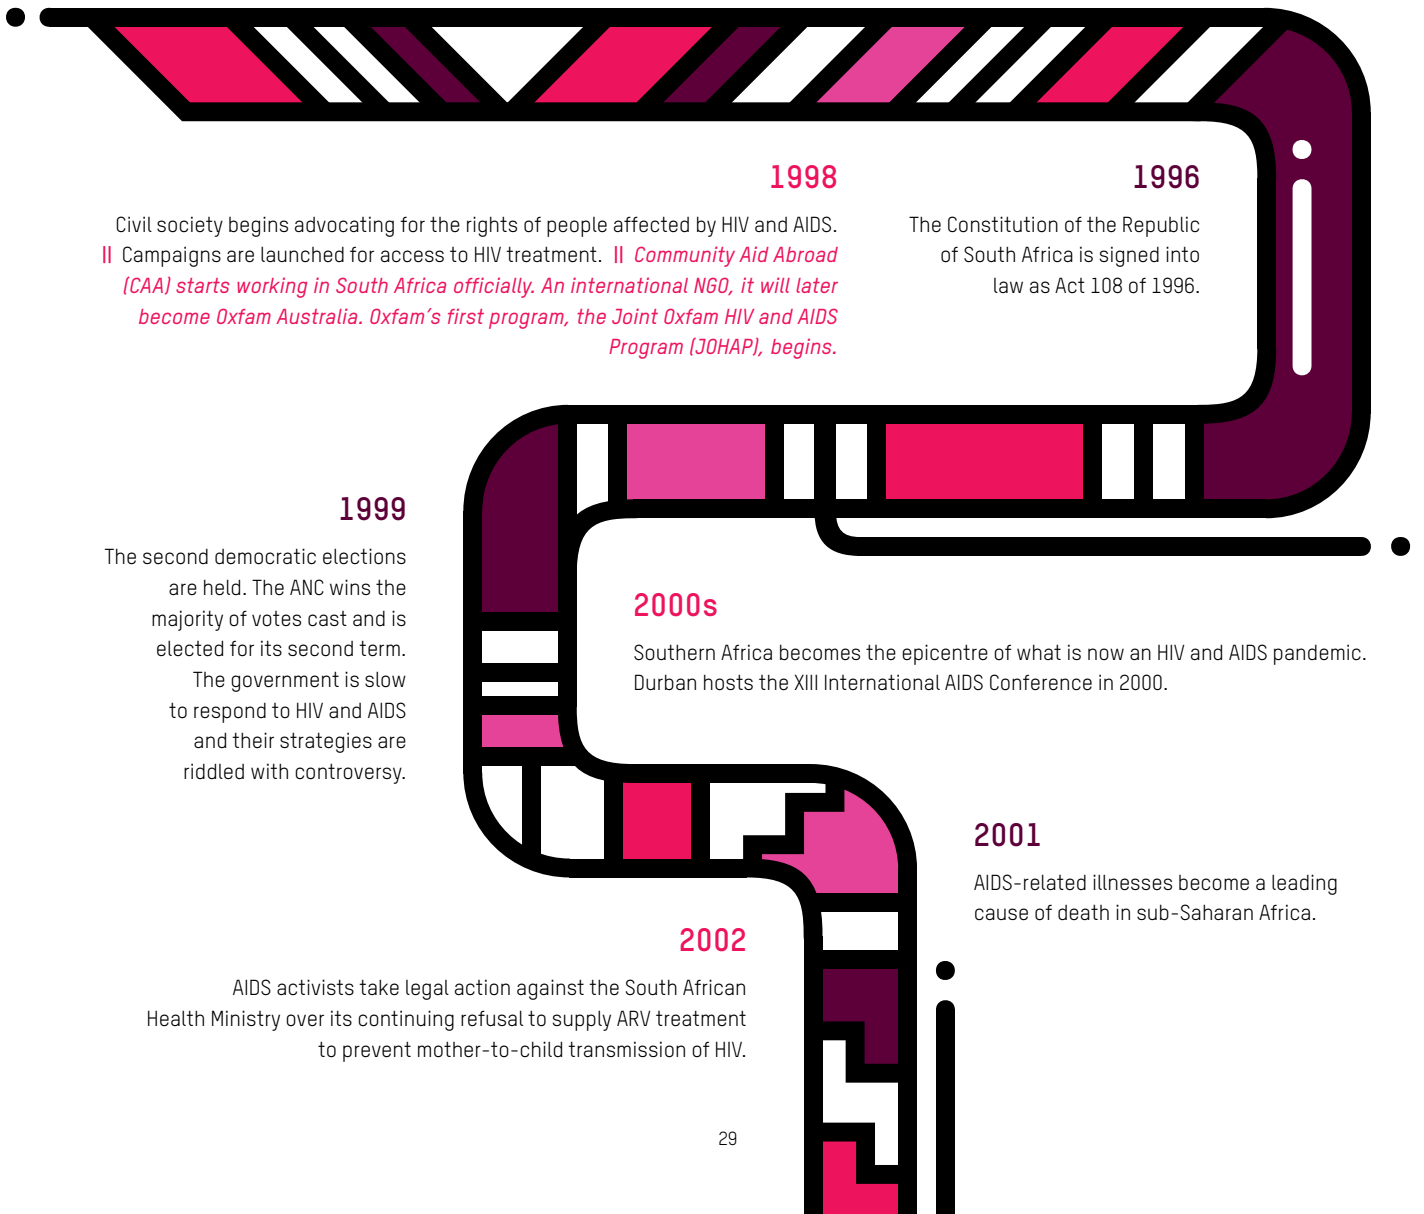 1996
The Constitution of the Republic
of South Africa is signed into
law as Act 108 of 1996.
1998
Civil society begins advocating for the rights of people affected by HIV and AIDS.
|| Campaigns are launched for access to HIV treatment. || Community Aid Abroad
(CAA) starts working in South Africa officially. An international NGO, it will later
become Oxfam Australia. Oxfam’s first program, the Joint Oxfam HIV and AIDS
Program (JOHAP), begins.
1999
The second democratic elections
are held. The ANC wins the
majority of votes cast and is
elected for its second term.
The government is slow
to respond to HIV and AIDS
and their strategies are
riddled with controversy.
2000s
Southern Africa becomes the epicentre of what is now an HIV and AIDS pandemic.
Durban hosts the XIII International AIDS Conference in 2000.
2001
AIDS-related illnesses become a leading
cause of death in sub-Saharan Africa.
2002
AIDS activists take legal action against the South African
Health Ministry over its continuing refusal to supply ARV treatment
to prevent mother-to-child transmission of HIV.
29